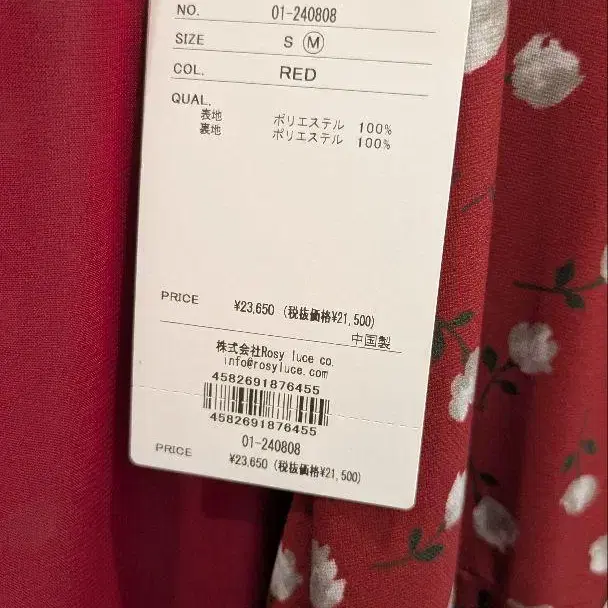 NO. 01-240808
SIZE S M
COL. RED
QUAL.
表地 ポリエステル 100%
裏地 ポリエステル 100%
PRICE ¥23,650 (税抜価格¥21,500)
中国製
株式会社Rosy luce co.
info@rosyluce.com
4582691876455
4582691876455
01-240808
PRICE ¥23,650 (税抜価格¥21,500)